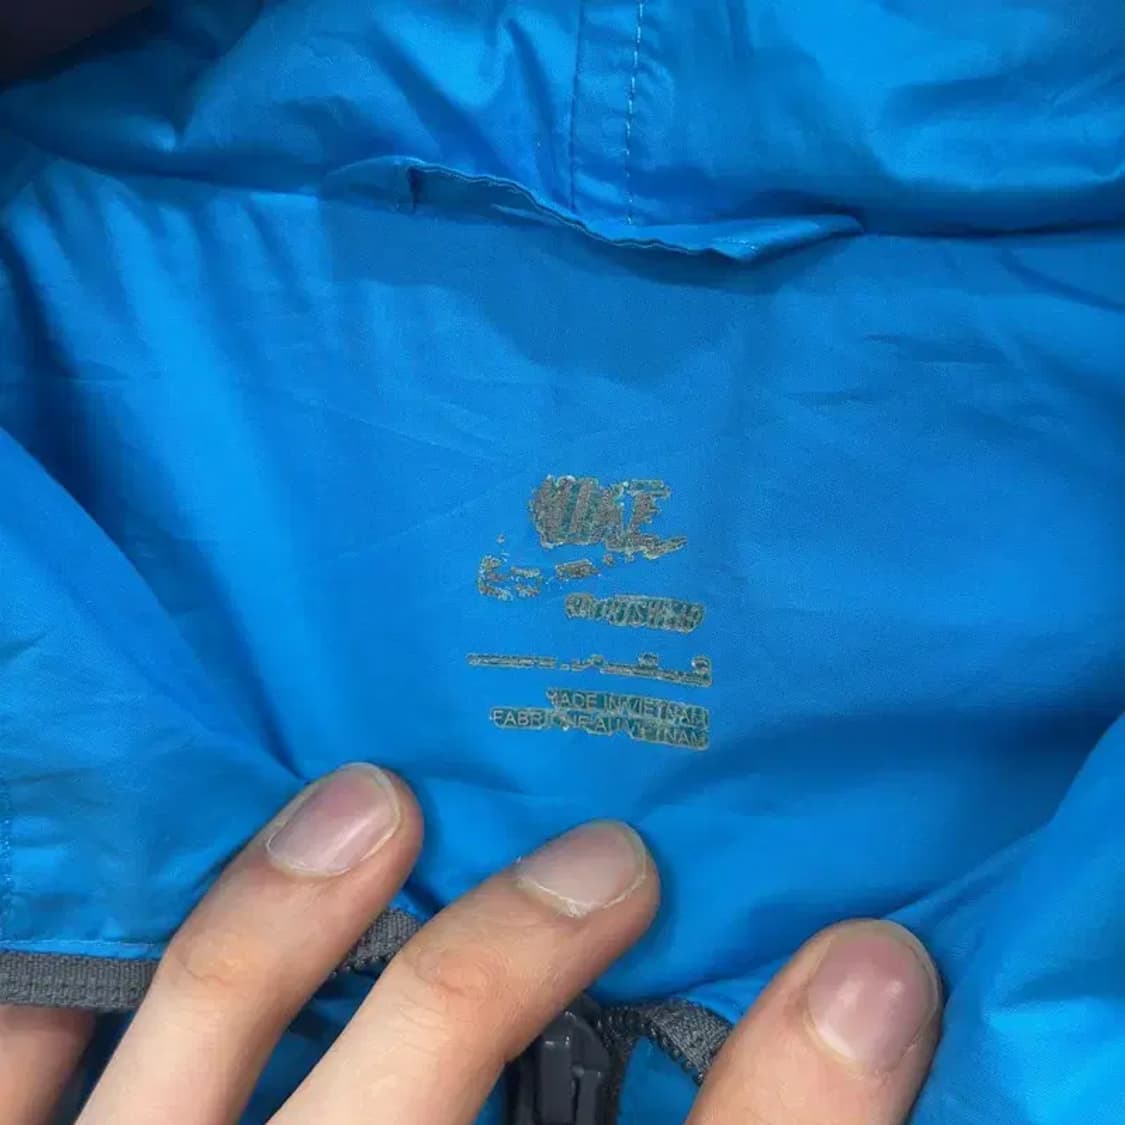 NIKE
SPORTSWEAR
MADE IN VIETNAM
FABRIQUE AU VIETNAM